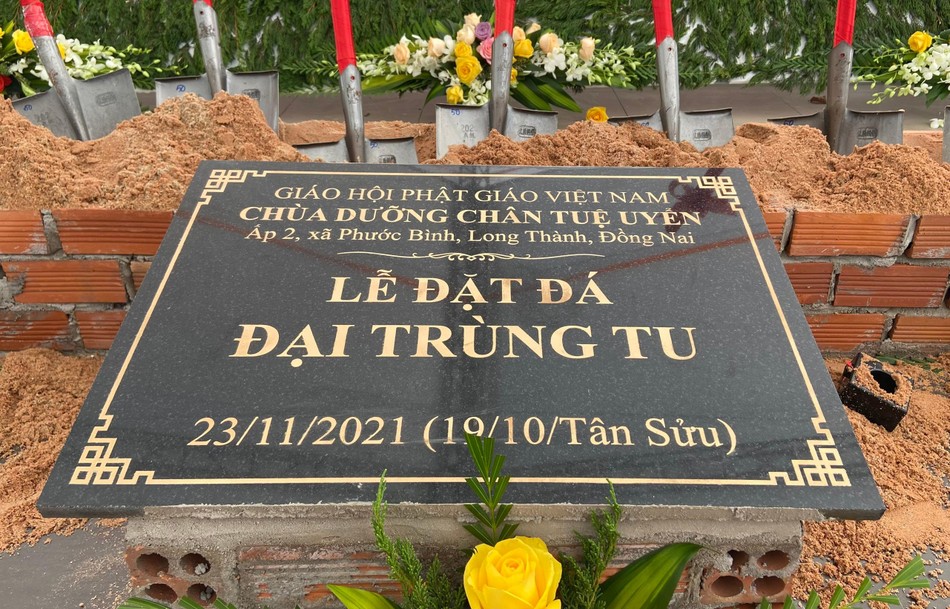 GIÁO HỘI PHẬT GIÁO VIỆT NAM
CHÙA DƯỠNG CHÂN TUỆ UYỂN
Ấp 2, xã Phước Bình, Long Thành, Đồng Nai
LỄ ĐẶT ĐÁ
ĐẠI TRÙNG TU
23/11/2021 (19/10/Tân Sửu)